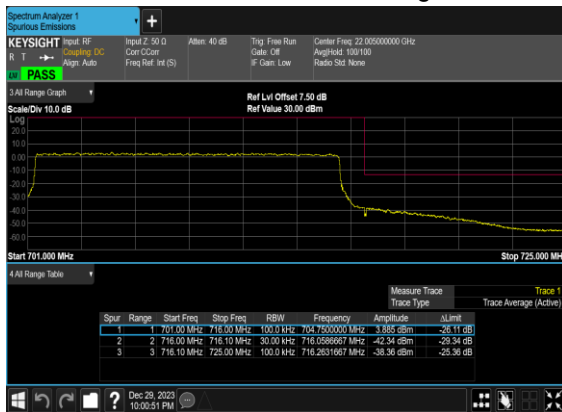 Spectrum Analyzer 1
Spurious Emissions
KEYSIGHT Input: RF Input Z: 50 Ω Atten: 40 dB Trig: Free Run Center Freq: 22.005000000 GHz
R T Coupling: DC Corr CCorr Gate: Off Avg|Hold: 100/100
Align: Auto Freq Ref: Int (S) IF Gain: Low Radio Std: None
PASS
3 All Range Graph
Ref Lvl Offset 7.50 dB
Scale/Div 10.0 dB Ref Value 30.00 dBm
Log
20.0
10.0
0.00
-10.0
-20.0
-30.0
-40.0
-50.0
-60.0
Start 701.000 MHz Stop 725.000 MH
4 All Range Table
Measure Trace Trace 1
Trace Type Trace Average (Active)
Spur Range Start Freq Stop Freq RBW Frequency Amplitude ΔLimit
1 1 701.00 MHz 716.00 MHz 100.0 kHz 704.7500000 MHz 3.885 dBm -26.11 dB
2 2 716.00 MHz 716.10 MHz 30.00 kHz 716.0586667 MHz -42.34 dBm -29.34 dB
3 3 716.10 MHz 725.00 MHz 100.0 kHz 716.2631667 MHz -38.36 dBm -25.36 dB
Dec 29, 2023
10:00:51 PM